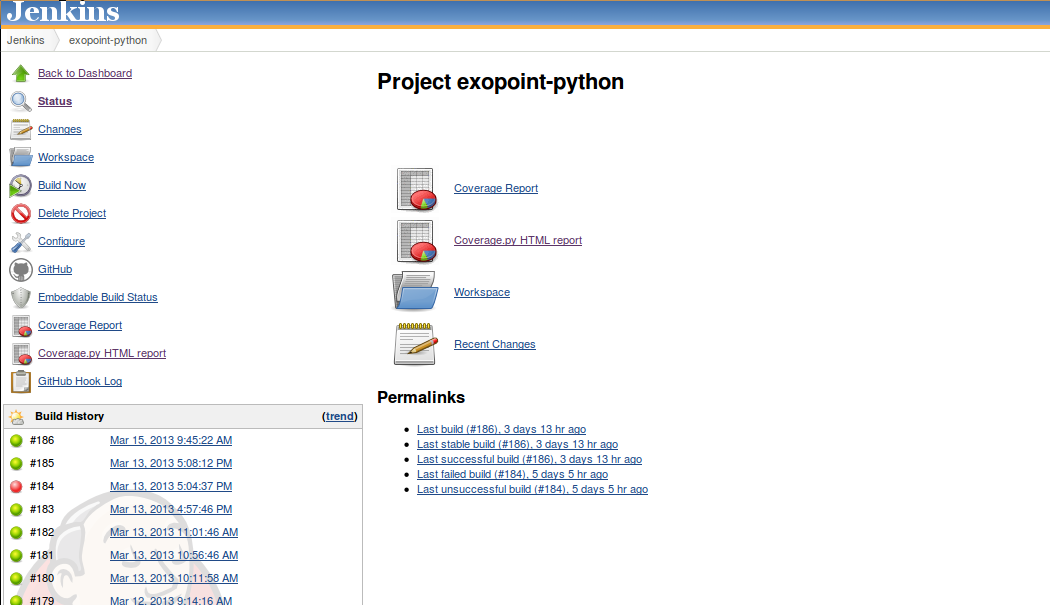 Jenkins
Jenkins exopoint-python
Back to Dashboard
Status
Changes
Workspace
Build Now
Delete Project
Configure
GitHub
Embeddable Build Status
Coverage Report
Coverage.py HTML report
GitHub Hook Log
Build History (trend)
#186 Mar 15, 2013 9:45:22 AM
#185 Mar 13, 2013 5:08:12 PM
#184 Mar 13, 2013 5:04:37 PM
#183 Mar 13, 2013 4:57:46 PM
#182 Mar 13, 2013 11:01:46 AM
#181 Mar 13, 2013 10:56:46 AM
#180 Mar 13, 2013 10:11:58 AM
#179 Mar 12, 2013 9:14:16 AM
Project exopoint-python
Coverage Report
Coverage.py HTML report
Workspace
Recent Changes
Permalinks
Last build (#186), 3 days 13 hr ago
Last stable build (#186), 3 days 13 hr ago
Last successful build (#186), 3 days 13 hr ago
Last failed build (#184), 5 days 5 hr ago
Last unsuccessful build (#184), 5 days 5 hr ago